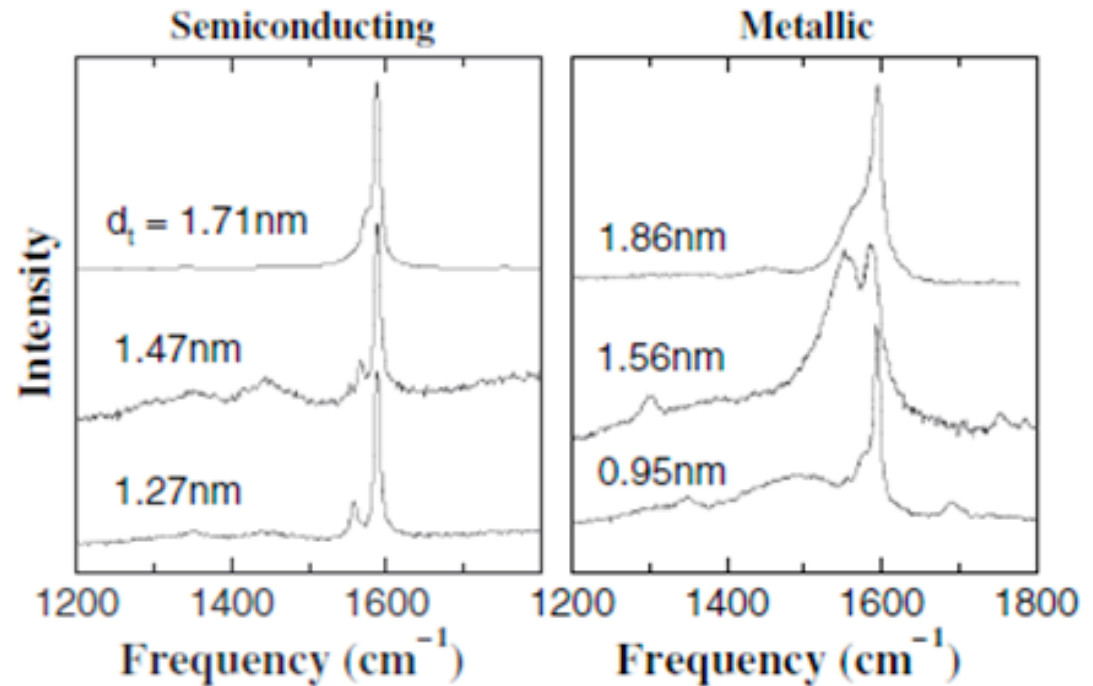 Semiconducting
Metallic
Intensity
dt = 1.71nm
1.47nm
1.27nm
1.86nm
1.56nm
0.95nm
1200 1400 1600 1200 1400 1600 1800
Frequency (cm⁻¹) Frequency (cm⁻¹)